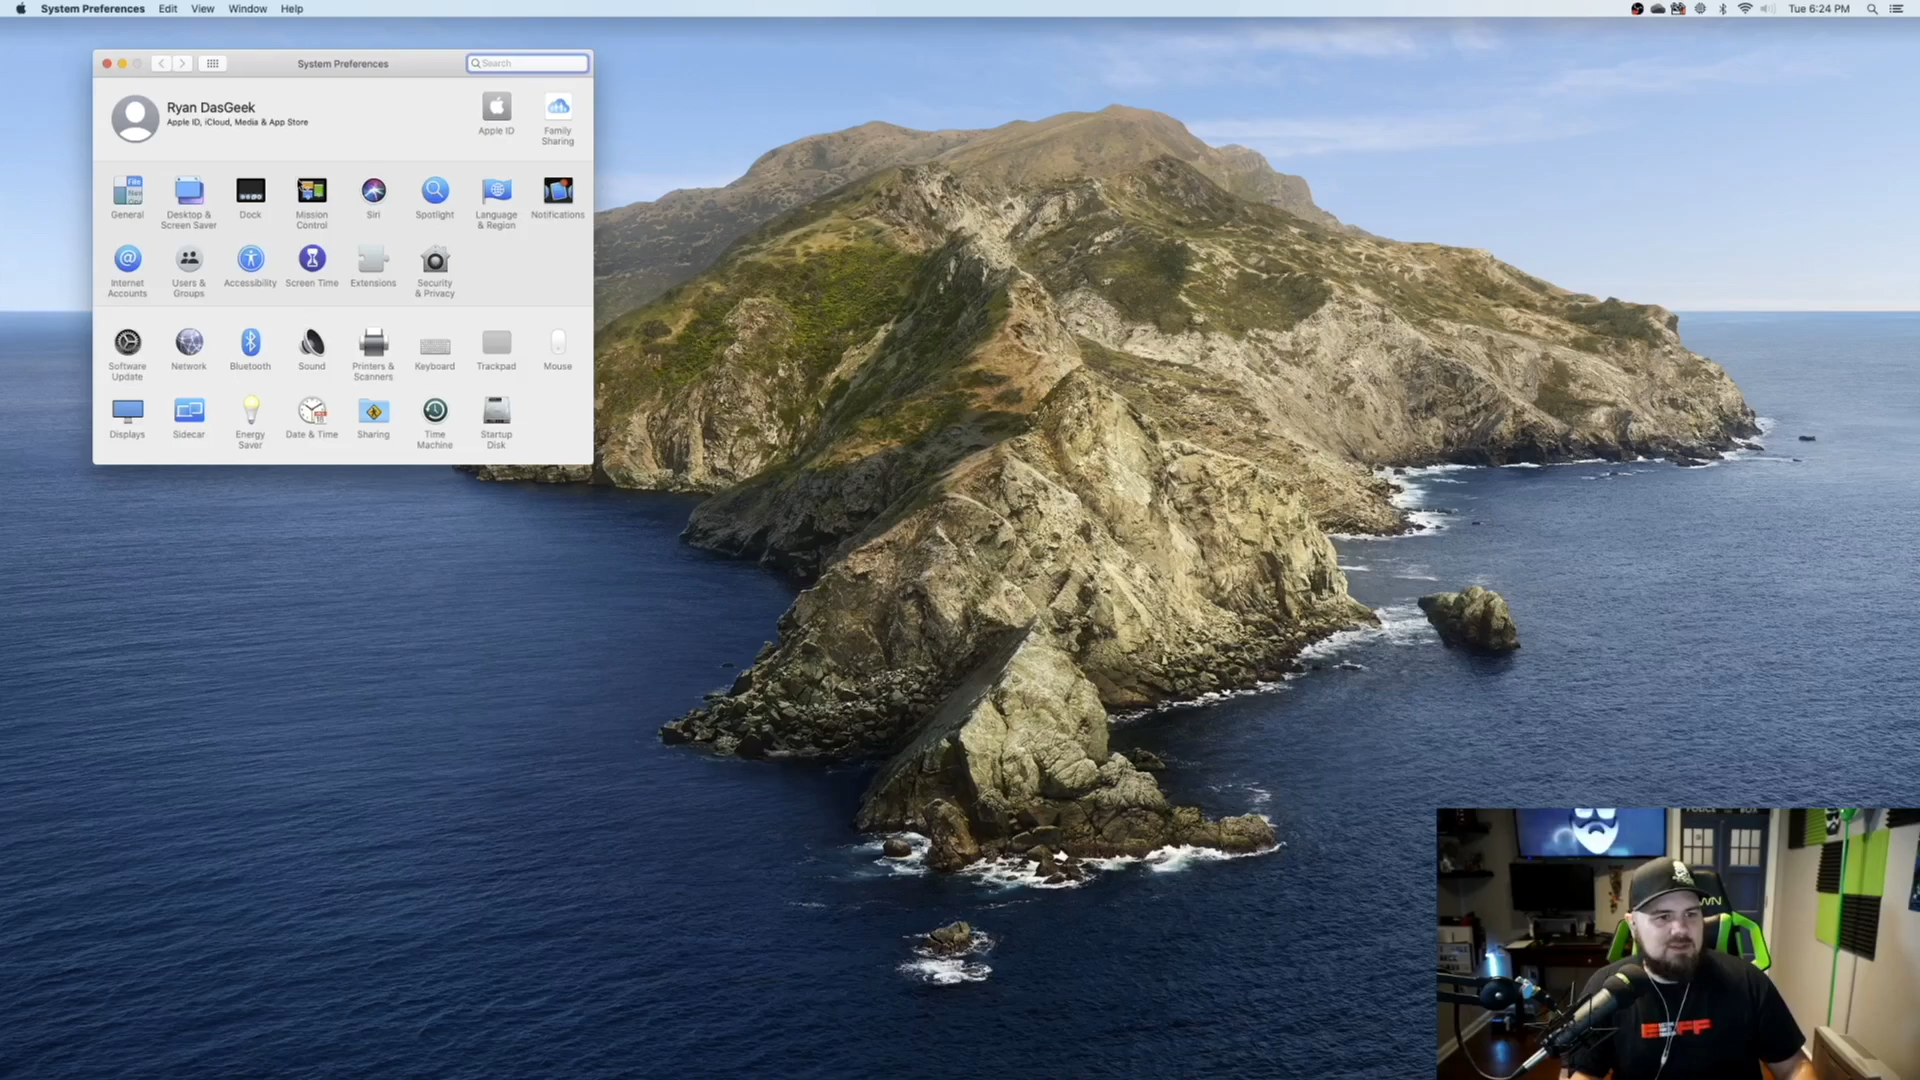 System Preferences Edit View Window Help
Tue 6:24 PM
System Preferences
Search
Ryan DasGeek
Apple ID, iCloud, Media & App Store
Apple ID
Family
Sharing
File
General
Desktop &
Screen Saver
Dock
Mission
Control
Siri
Spotlight
Language
& Region
Notifications
Internet
Accounts
Users &
Groups
Accessibility
Screen Time
Extensions
Security
& Privacy
Software
Update
Network
Bluetooth
Sound
Printers &
Scanners
Keyboard
Trackpad
Mouse
Displays
Sidecar
Energy
Saver
Date & Time
Sharing
Time
Machine
Startup
Disk